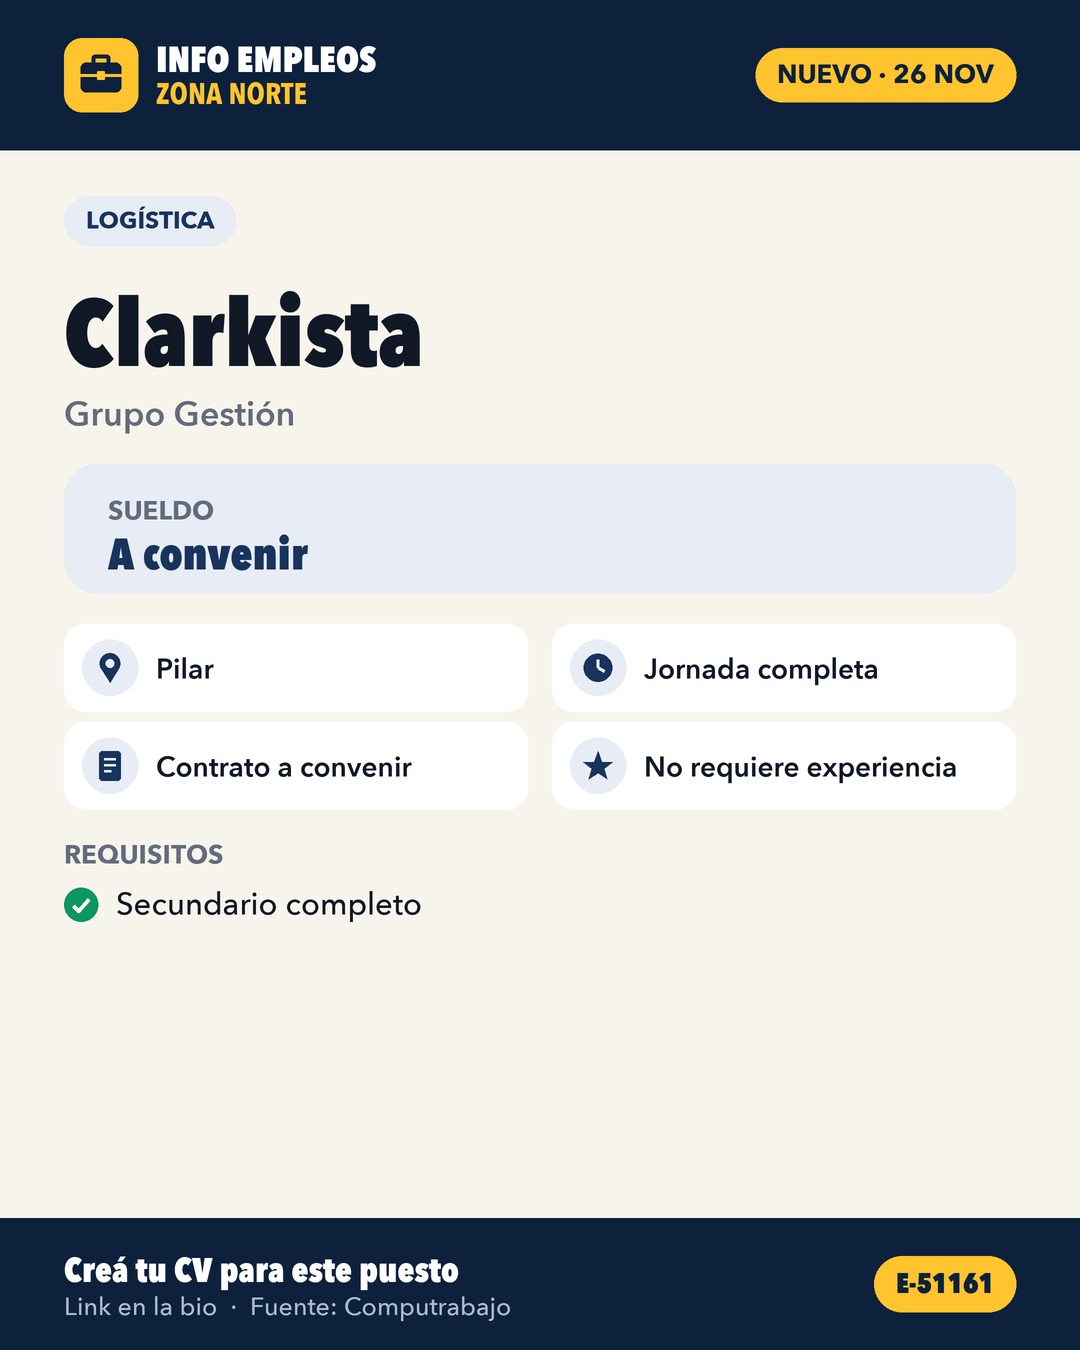 INFO EMPLEOS
ZONA NORTE
NUEVO · 26 NOV
LOGÍSTICA
Clarkista
Grupo Gestión
SUELDO
A convenir
Pilar
Jornada completa
Contrato a convenir
No requiere experiencia
REQUISITOS
Secundario completo
Creá tu CV para este puesto
Link en la bio · Fuente: Computrabajo
E-51161